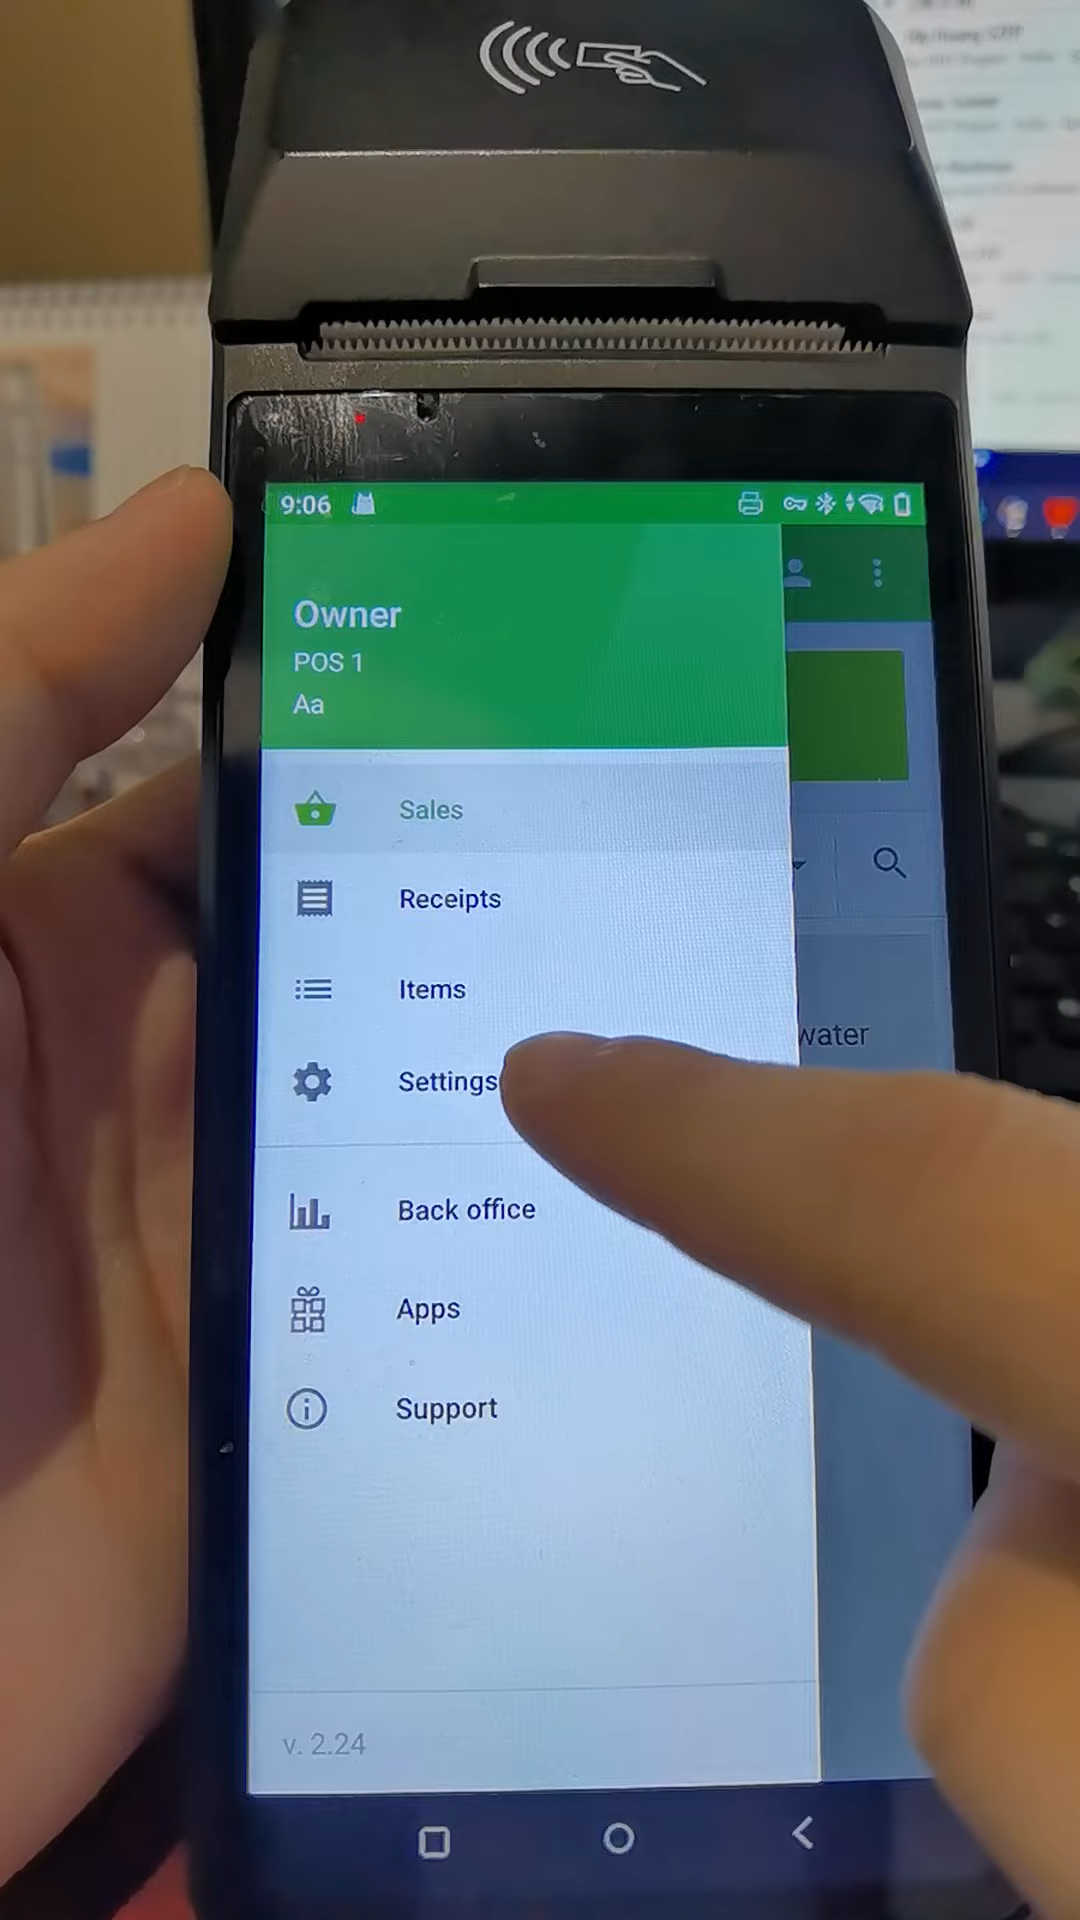 9:06
Owner
POS 1
Aa
Sales
Receipts
Items
water
Settings
Back office
Apps
Support
v. 2.24